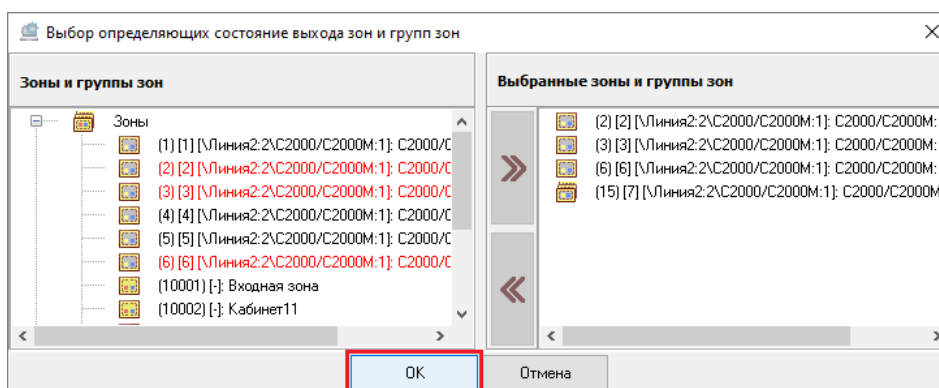 Выбор определяющих состояние выхода зон и групп зон
Зоны и группы зон
Зоны
(1) [1] [\Линия2:2\С2000/С2000М:1]: С2000/С
(2) [2] [\Линия2:2\С2000/С2000М:1]: С2000/С
(3) [3] [\Линия2:2\С2000/С2000М:1]: С2000/С
(4) [4] [\Линия2:2\С2000/С2000М:1]: С2000/С
(5) [5] [\Линия2:2\С2000/С2000М:1]: С2000/С
(6) [6] [\Линия2:2\С2000/С2000М:1]: С2000/С
(10001) [-]: Входная зона
(10002) [-]: Кабинет11
Выбранные зоны и группы зон
(2) [2] [\Линия2:2\С2000/С2000М:1]: С2000/С2000М:
(3) [3] [\Линия2:2\С2000/С2000М:1]: С2000/С2000М:
(6) [6] [\Линия2:2\С2000/С2000М:1]: С2000/С2000М:
(15) [7] [\Линия2:2\С2000/С2000М:1]: С2000/С2000М
OK
Отмена